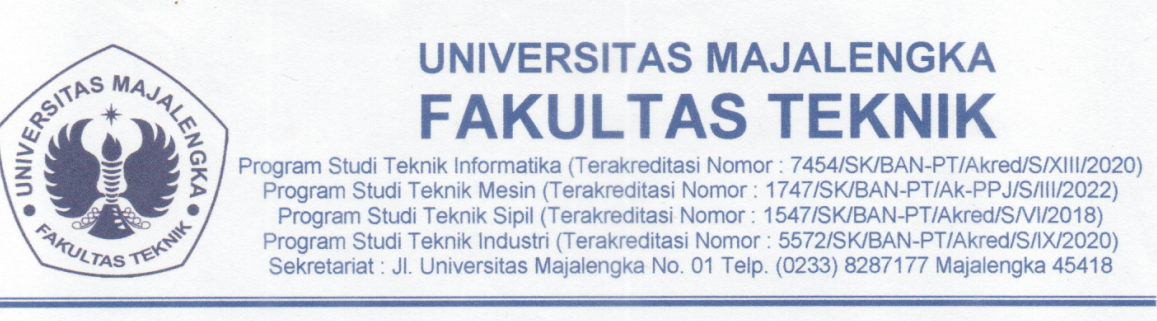 UNIVERSITAS MAJALENGKA
FAKULTAS TEKNIK
Program Studi Teknik Informatika (Terakreditasi Nomor : 7454/SK/BAN-PT/Akred/S/XIII/2020)
Program Studi Teknik Mesin (Terakreditasi Nomor : 1747/SK/BAN-PT/Ak-PPJ/S/III/2022)
Program Studi Teknik Sipil (Terakreditasi Nomor : 1547/SK/BAN-PT/Akred/S/VI/2018)
Program Studi Teknik Industri (Terakreditasi Nomor : 5572/SK/BAN-PT/Akred/S/IX/2020)
Sekretariat : Jl. Universitas Majalengka No. 01 Telp. (0233) 8287177 Majalengka 45418
UNIVERSITAS MAJALENGKA
FAKULTAS TEKNIK